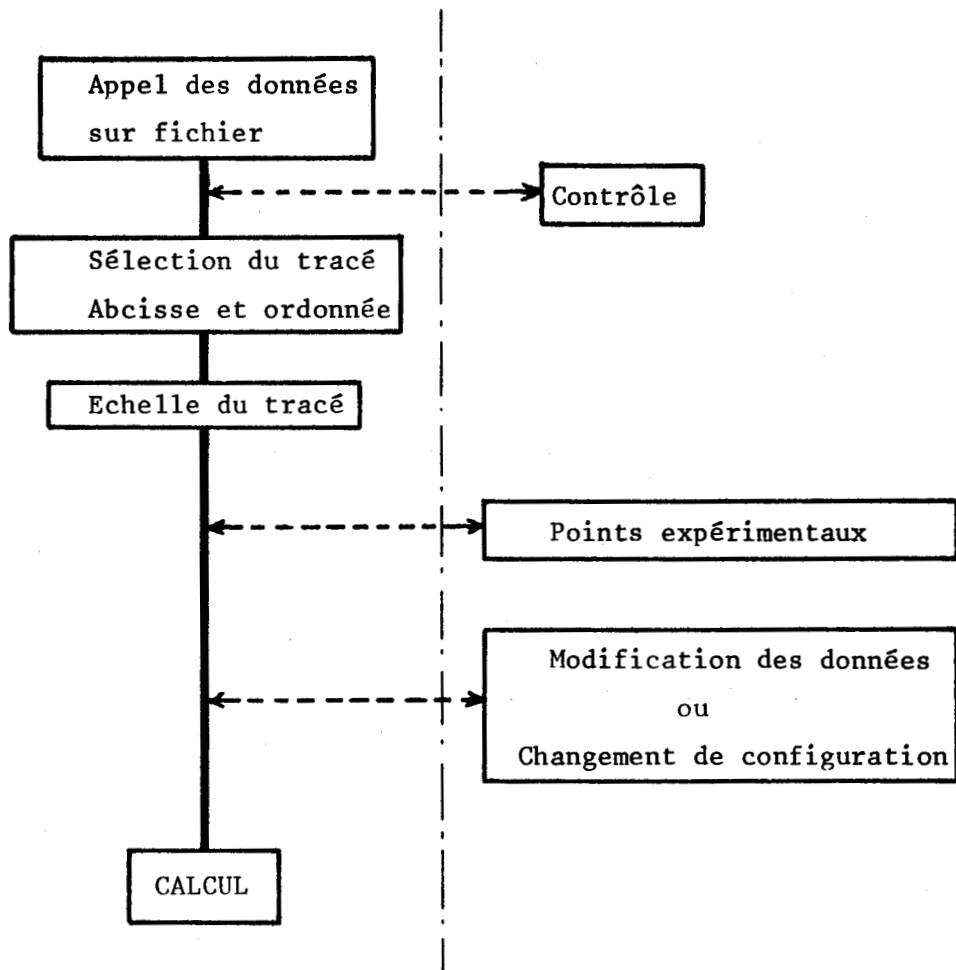 Appel des données
sur fichier
Contrôle
Sélection du tracé
Abcisse et ordonnée
Echelle du tracé
Points expérimentaux
Modification des données
ou
Changement de configuration
CALCUL